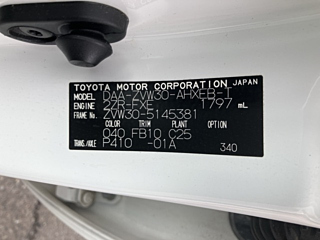 TOYOTA MOTOR CORPORATION JAPAN
MODEL DAA-ZVW30-AHXEB-T
ENGINE 2ZR-FXE 1797 mL
FRAME No. ZVW30-5145381
COLOR TRIM PLANT OPTION
040 FB10 C25
TRANS./AXLE P410 -01A 340